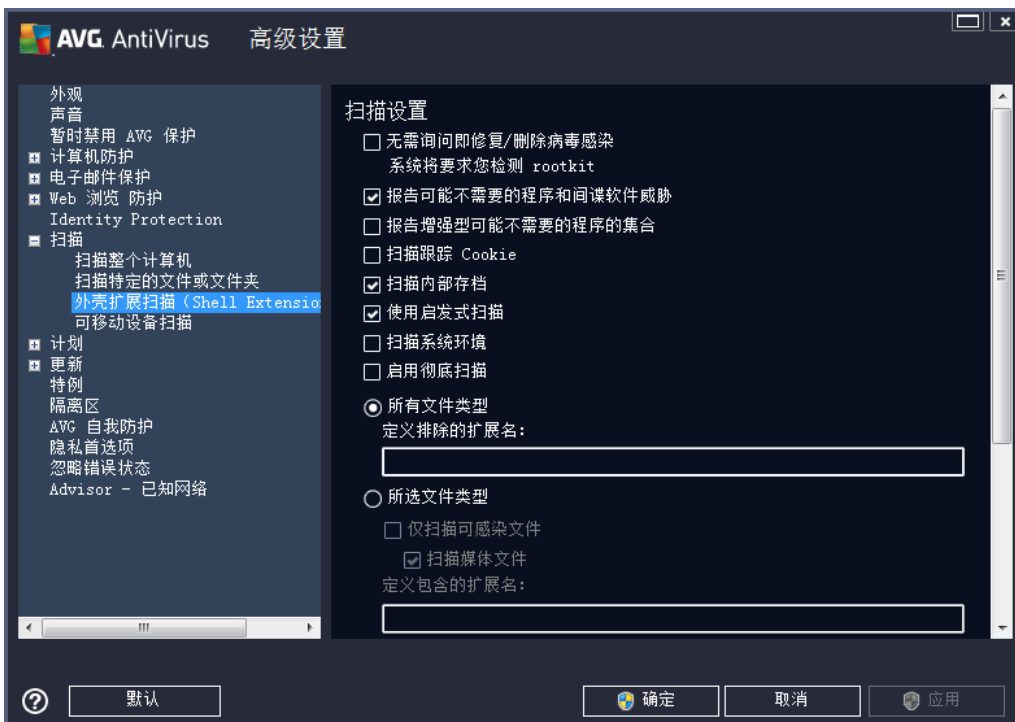 AVG. AntiVirus 高级设置
外观
声音
暂时禁用 AVG 保护
计算机防护
电子邮件保护
Web 浏览 防护
Identity Protection
扫描
扫描整个计算机
扫描特定的文件或文件夹
外壳扩展扫描（Shell Extensio
可移动设备扫描
计划
更新
特例
隔离区
AVG 自我防护
隐私首选项
忽略错误状态
Advisor - 已知网络
扫描设置
无需询问即修复/删除病毒感染
系统将要求您检测 rootkit
报告可能不需要的程序和间谍软件威胁
报告增强型可能不需要的程序的集合
扫描跟踪 Cookie
扫描内部存档
使用启发式扫描
扫描系统环境
启用彻底扫描
所有文件类型
定义排除的扩展名:
所选文件类型
仅扫描可感染文件
扫描媒体文件
定义包含的扩展名:
默认
确定
取消
应用